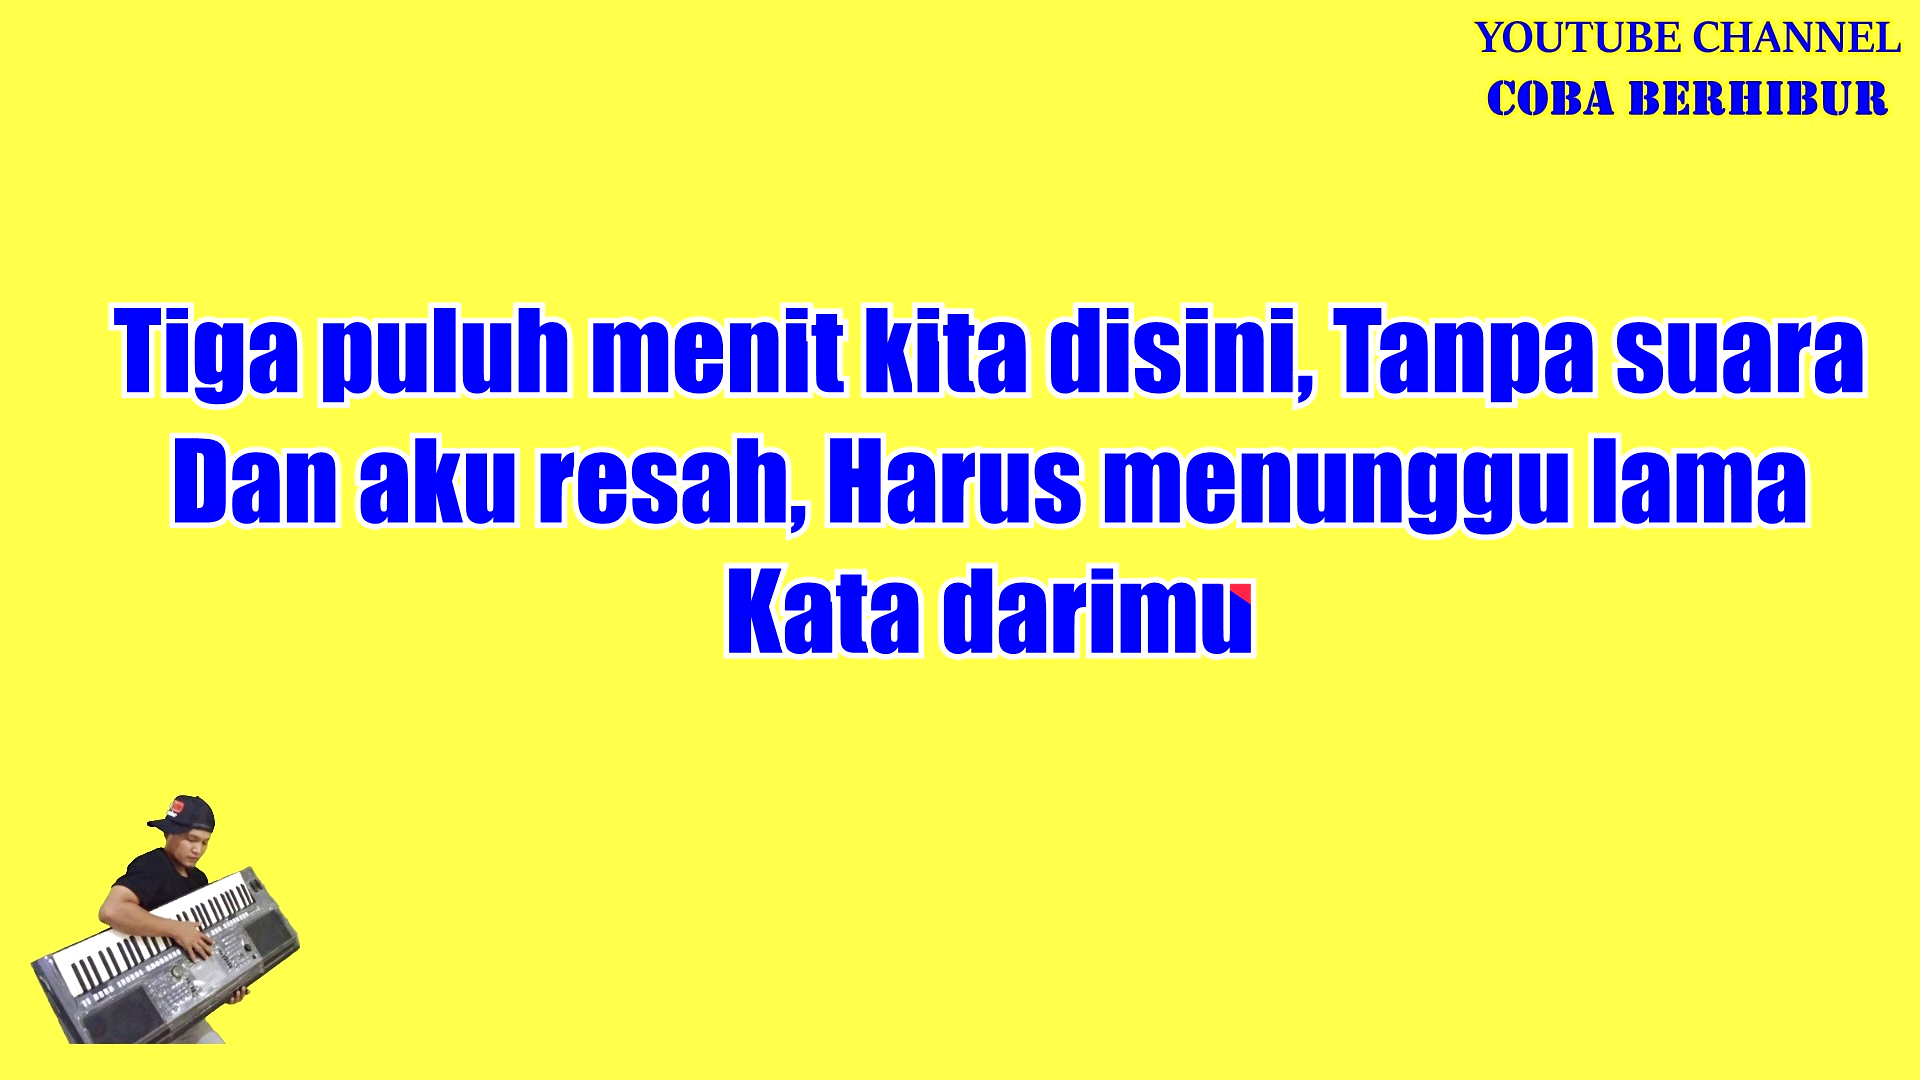 YOUTUBE CHANNEL
COBA BERHIBUR
Tiga puluh menit kita disini, Tanpa suara
Dan aku resah, Harus menunggu lama
Kata darimu